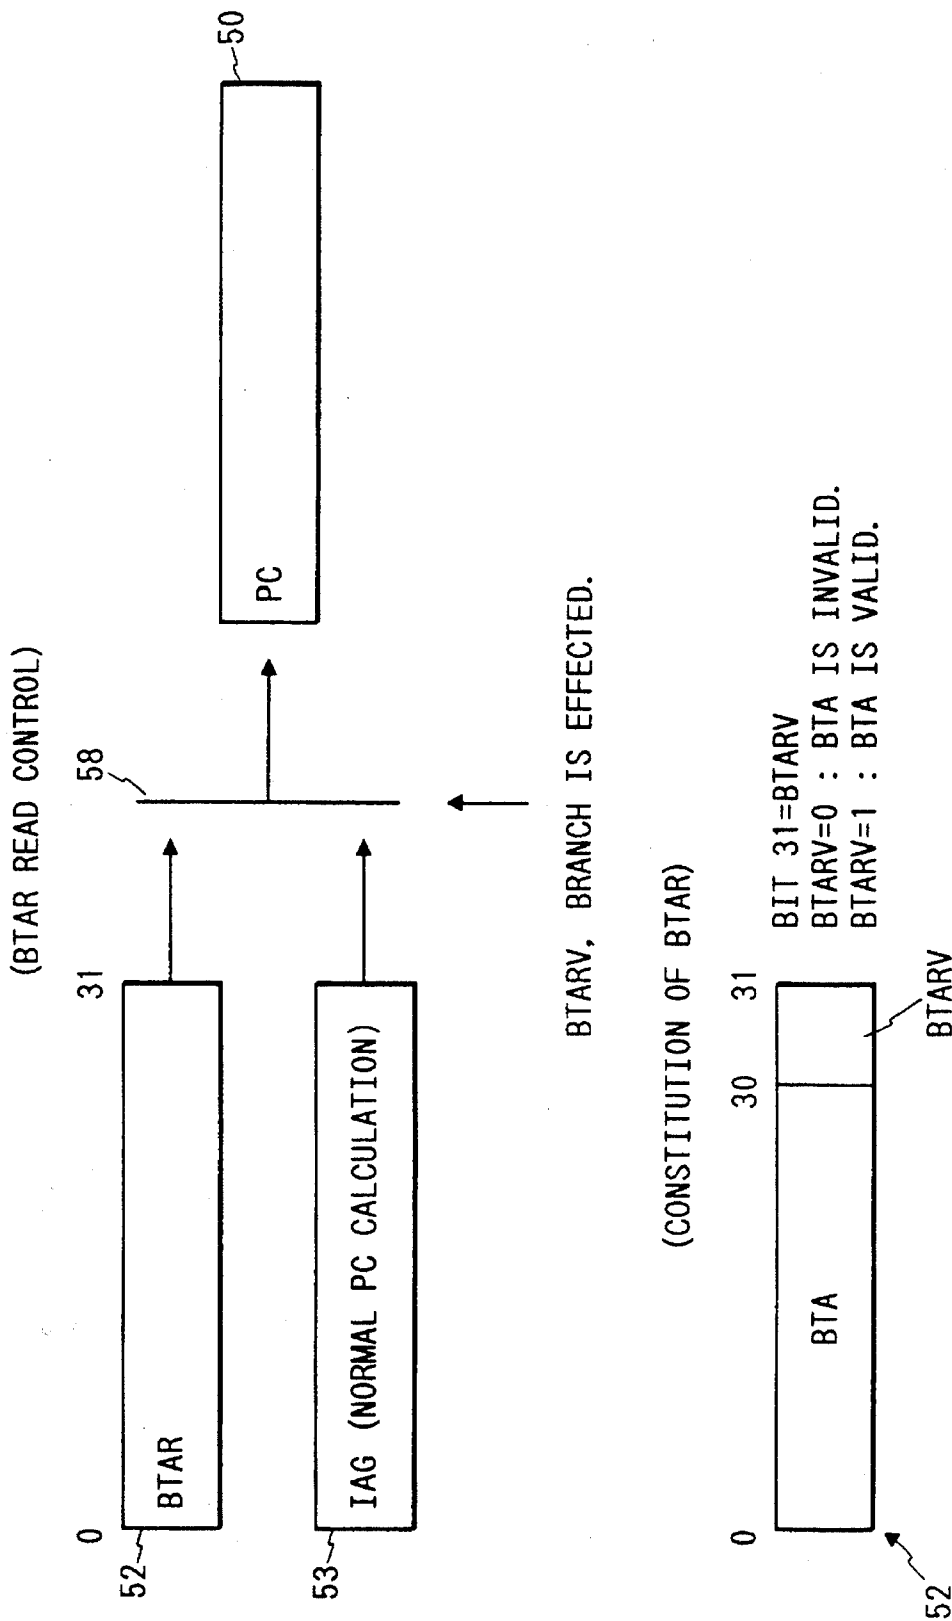 (BTAR READ CONTROL)
0 31 58
52 BTAR
PC 50
53 IAG (NORMAL PC CALCULATION)
BTARV, BRANCH IS EFFECTED.
(CONSTITUTION OF BTAR)
0 30 31
BTA
BIT 31=BTARV
BTARV=0 : BTA IS INVALID.
BTARV=1 : BTA IS VALID.
52 BTARV